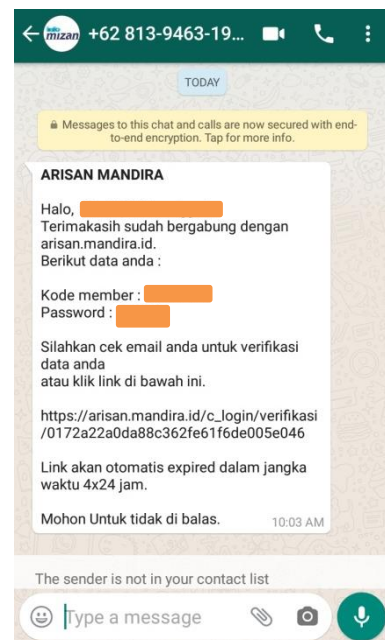 mizan +62 813-9463-19...
TODAY
Messages to this chat and calls are now secured with end-
to-end encryption. Tap for more info.
ARISAN MANDIRA
Halo,
Terimakasih sudah bergabung dengan
arisan.mandira.id.
Berikut data anda :
Kode member :
Password :
Silahkan cek email anda untuk verifikasi
data anda
atau klik link di bawah ini.
https://arisan.mandira.id/c_login/verifikasi
/0172a22a0da88c362fe61f6de005e046
Link akan otomatis expired dalam jangka
waktu 4x24 jam.
Mohon Untuk tidak di balas.
10:03 AM
The sender is not in your contact list
Type a message